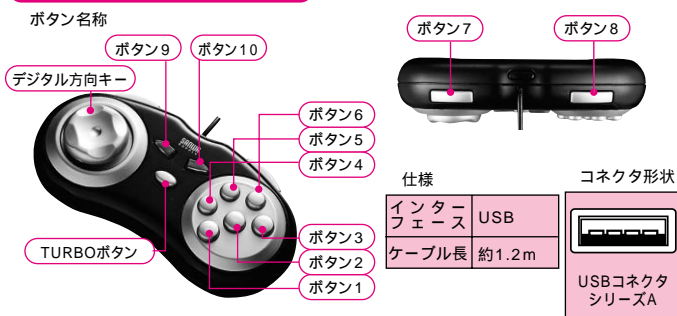 ボタン名称
ボタン9
ボタン10
デジタル方向キー
ボタン6
ボタン5
ボタン4
ボタン3
ボタン2
ボタン1
TURBOボタン
ボタン7
ボタン8
仕様
インター
フェース
USB
ケーブル長
約1.2m
コネクタ形状
USBコネクタ
シリーズA